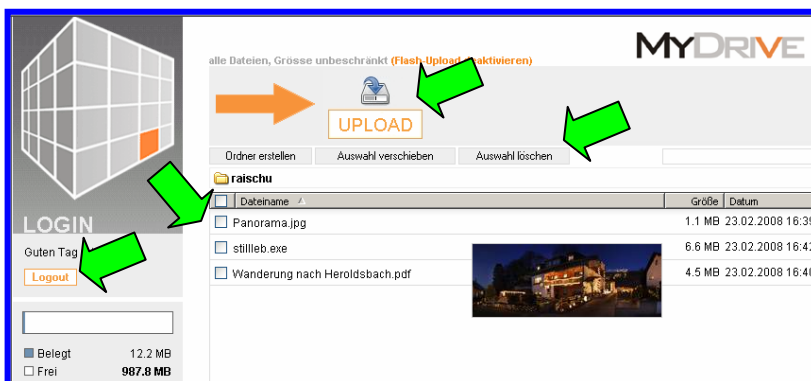 MYDRIVE
alle Dateien, Grösse unbeschränkt (Flash-Upload deaktivieren)
UPLOAD
Ordner erstellen Auswahl verschieben Auswahl löschen
raischu
Dateiname Größe Datum
Panorama.jpg 1.1 MB 23.02.2008 16:39
stillleb.exe 6.6 MB 23.02.2008 16:4
Wanderung nach Heroldsbach.pdf 4.5 MB 23.02.2008 16:40
LOGIN
Guten Tag
Logout
Belegt 12.2 MB
Frei 987.8 MB